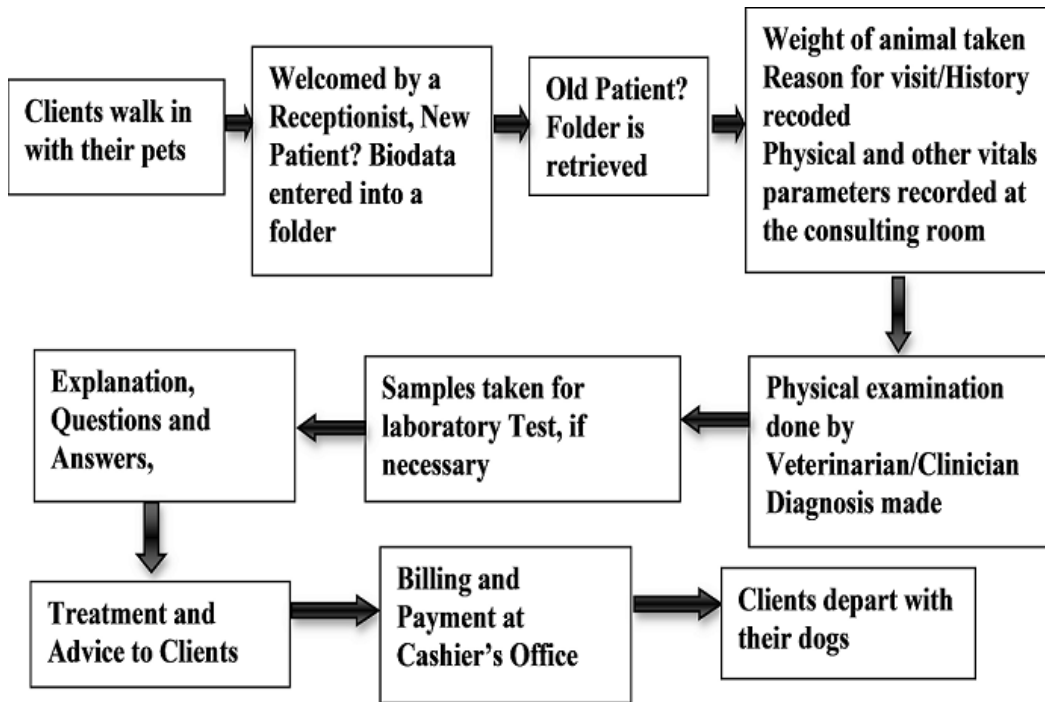 Clients walk in
with their pets
Welcomed by a
Receptionist, New
Patient? Biodata
entered into a
folder
Old Patient?
Folder is
retrieved
Weight of animal taken
Reason for visit/History
recoded
Physical and other vitals
parameters recorded at
the consulting room
Physical examination
done by
Veterinarian/Clinician
Diagnosis made
Samples taken for
laboratory Test, if
necessary
Explanation,
Questions and
Answers,
Treatment and
Advice to Clients
Billing and
Payment at
Cashier's Office
Clients depart with
their dogs